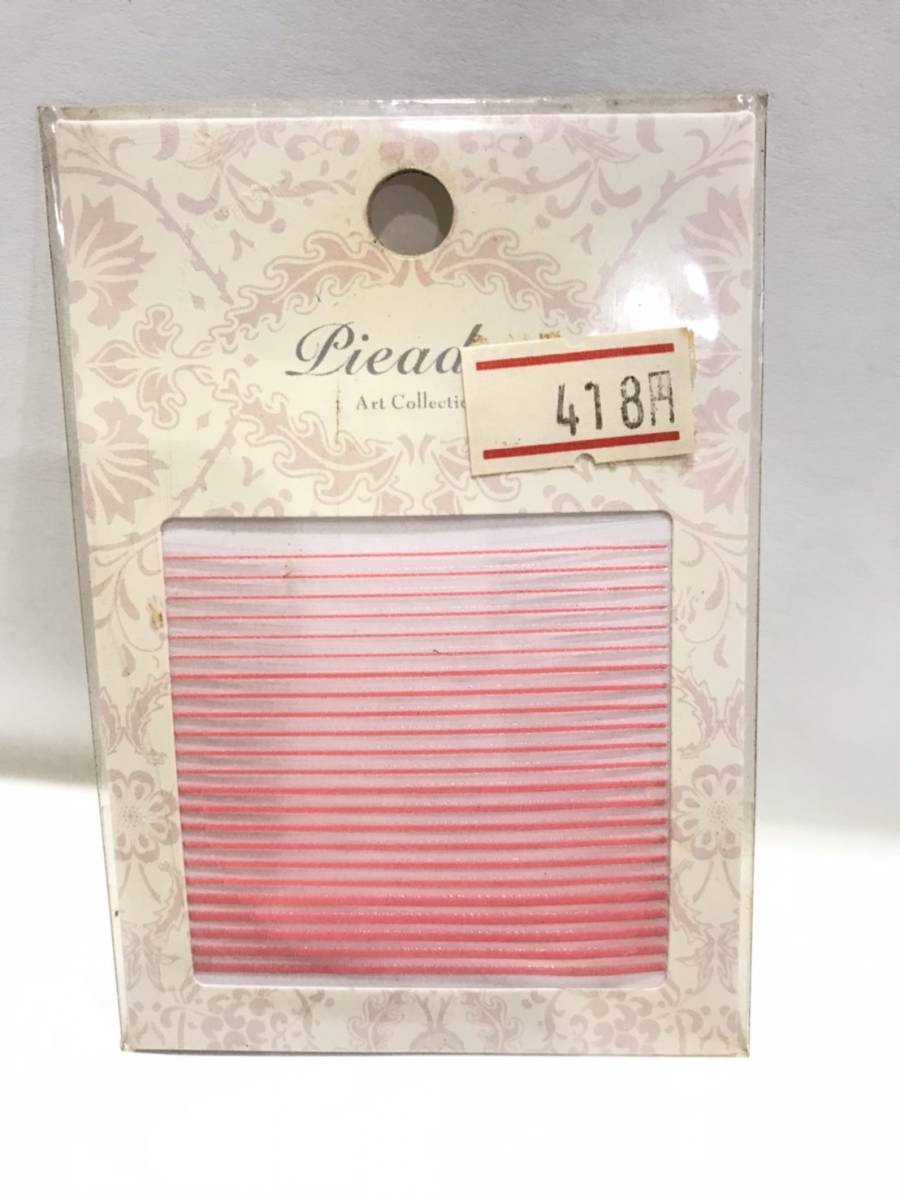 Piead
Art Collectio
418円